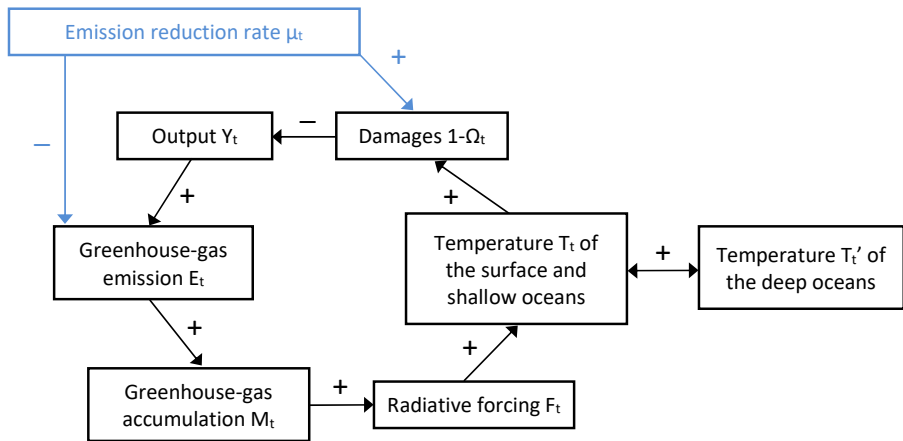 Emission reduction rate μₜ
+
Output Yₜ
−
Damages 1-Ωₜ
−
+
+
Greenhouse-gas
emission Eₜ
Temperature Tₜ of
the surface and
shallow oceans
+
Temperature Tₜ’ of
the deep oceans
+
+
Greenhouse-gas
accumulation Mₜ
+
Radiative forcing Fₜ